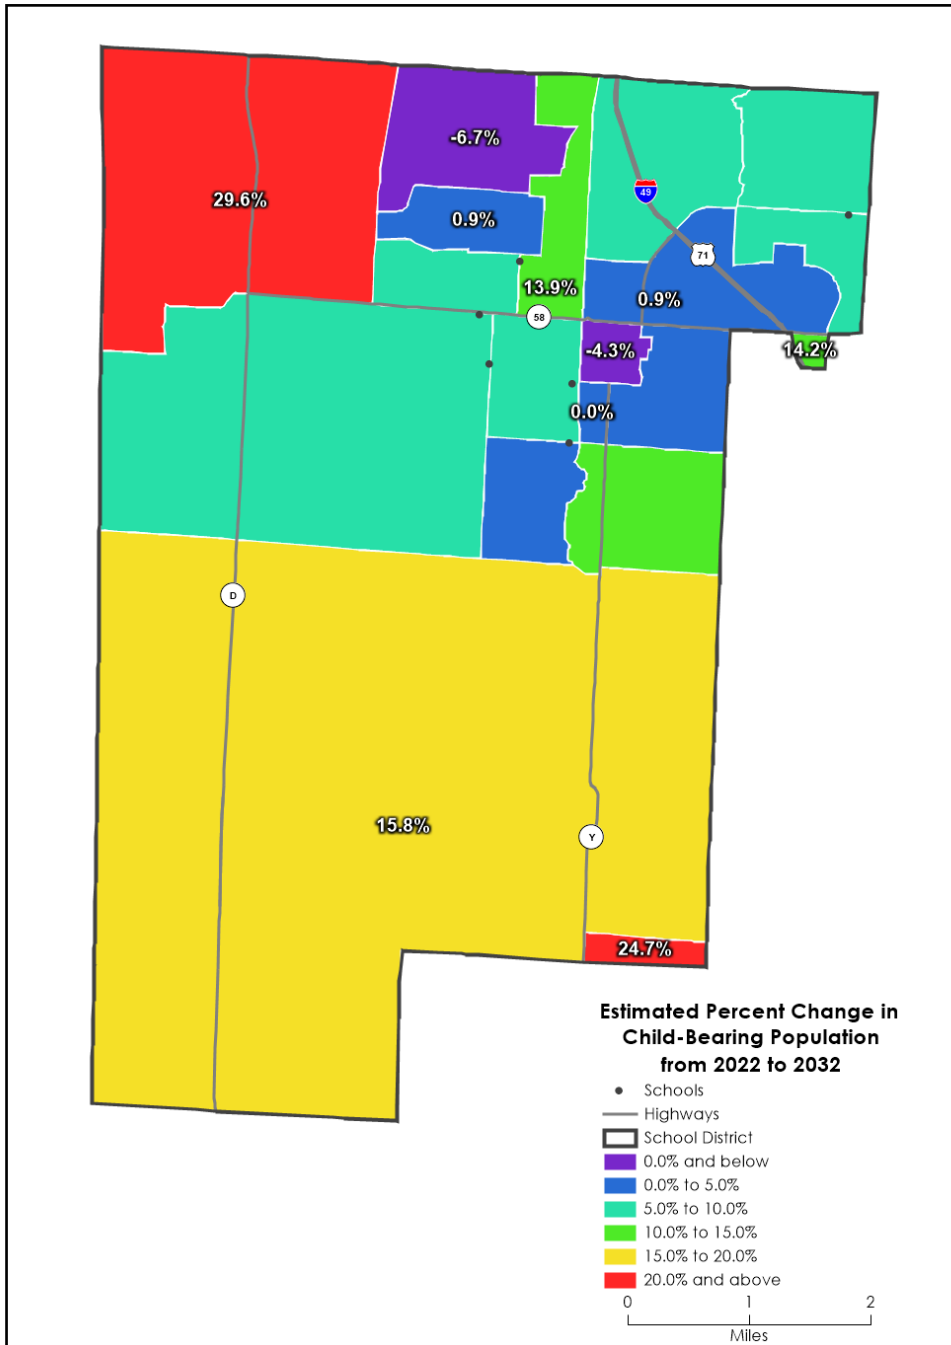 -6.7%
29.6%
49
0.9%
71
13.9%
0.9%
58
-4.3%
14.2%
0.0%
D
15.8%
Y
24.7%
Estimated Percent Change in
Child-Bearing Population
from 2022 to 2032
Schools
Highways
School District
0.0% and below
0.0% to 5.0%
5.0% to 10.0%
10.0% to 15.0%
15.0% to 20.0%
20.0% and above
0 1 2
Miles